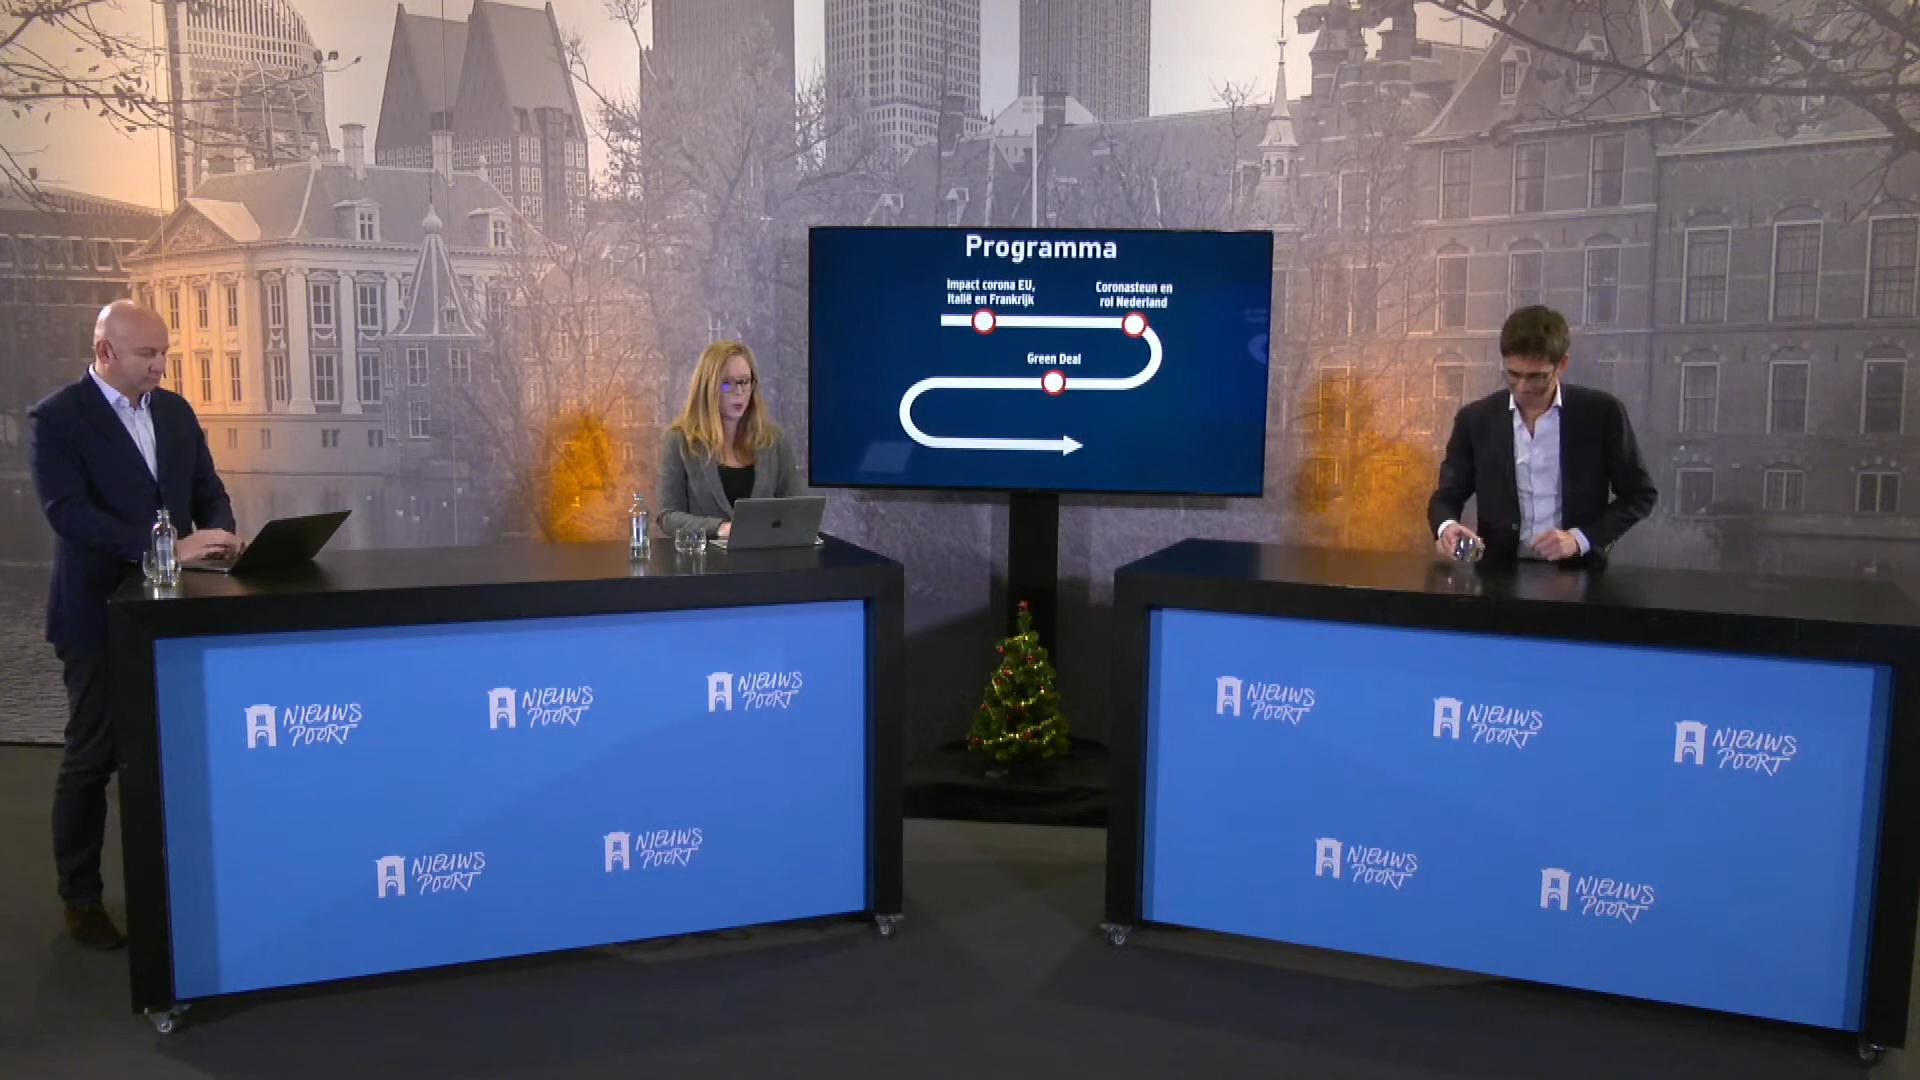 Programma
Impact corona EU,
Italië en Frankrijk
Coronasteun en
rol Nederland
Green Deal
NIEUWS
POORT
NIEUWS
POORT
NIEUWS
POORT
NIEUWS
POORT
NIEUWS
POORT
NIEUWS
POORT
NIEUWS
POORT
NIEUWS
POORT
NIEUWS
POORT
NIEUWS
POORT